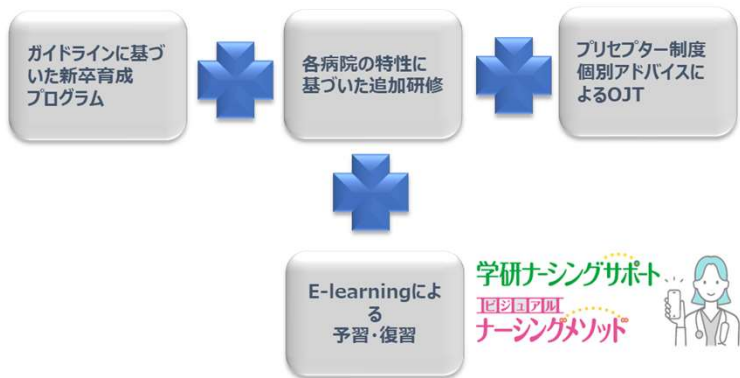 ガイドラインに基づ
いた新卒育成
プログラム
各病院の特性に
基づいた追加研修
プリセプター制度
個別アドバイスに
よるOJT
E-learningによ
る
予習・復習
学研ナーシングサポート
ビジュアル
ナーシングメソッド